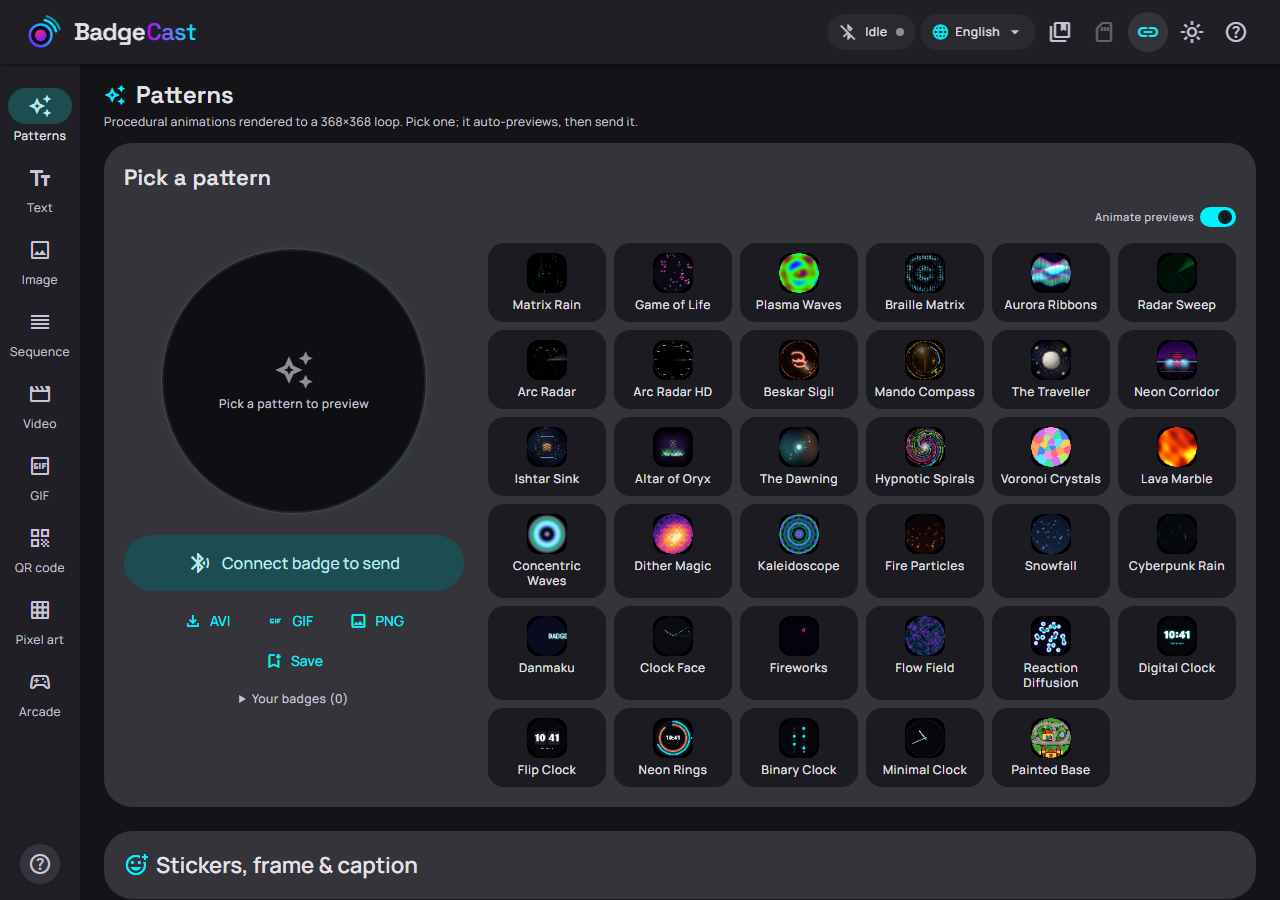 BadgeCast
Idle
English
Patterns
Text
Image
Sequence
Video
GIF
QR code
Pixel art
Arcade
Patterns
Procedural animations rendered to a 368×368 loop. Pick one; it auto-previews, then send it.
Pick a pattern
Animate previews
Pick a pattern to preview
Connect badge to send
AVI
GIF GIF
PNG
Save
Your badges (0)
Matrix Rain
Game of Life
Plasma Waves
Braille Matrix
Aurora Ribbons
Radar Sweep
Arc Radar
Arc Radar HD
Beskar Sigil
Mando Compass
The Traveller
Neon Corridor
Ishtar Sink
Altar of Oryx
The Dawning
Hypnotic Spirals
Voronoi Crystals
Lava Marble
Concentric
Waves
Dither Magic
Kaleidoscope
Fire Particles
Snowfall
Cyberpunk Rain
BADGE
Danmaku
Clock Face
Fireworks
Flow Field
Reaction
Diffusion
10:41
Digital Clock
10 41
Flip Clock
10:41
Neon Rings
Binary Clock
Minimal Clock
Painted Base
Stickers, frame & caption